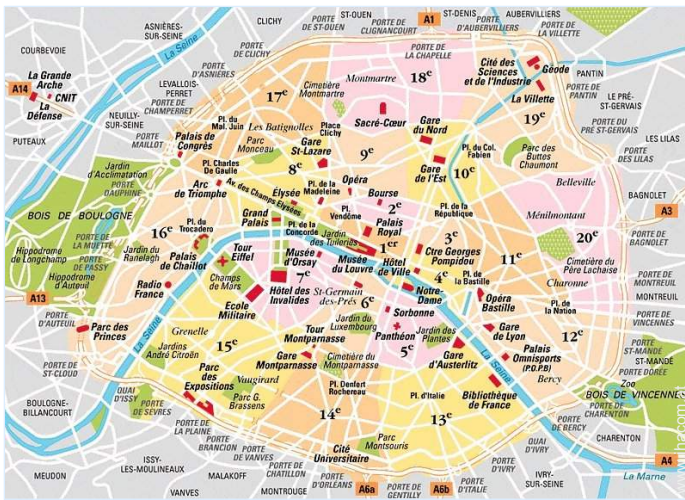 ASNIÈRES-
SUR-SEINE
CLICHY
ST-OUEN
A1
ST-DENIS
AUBERVILLIERS
PORTE DE
LA VILLETTE
PORTE
DE ST-OUEN
PORTE DE
CLIGNANCOURT
PORTE
D'AUBERVILLIERS
COURBEVOIE
La Seine
PORTE
DE CLICHY
PORTE DE
LA CHAPELLE
Cité des
Sciences
et de l'Industrie
Géode
PANTIN
La Grande
Arche
A14
CNIT
La
Défense
LEVALLOIS-
PERRET
PORTE
D'ASNIÈRES
18e
Montmartre
Cimetière
Montmartre
La Villette
PORTE
DE PANTIN
LE PRÉ-
ST-GERVAIS
NEUILLY-
SUR-SEINE
PORTE DE
CHAMPERRET
17e
Pl. du
Mal. Juin
Les Batignolles
Place
Clichy
Sacré-Cœur
Gare
du Nord
19e
PORTE
DU PRÉ ST-GERVAIS
PUTEAUX
PORTE
MAILLOT
Palais de
Congrès
Parc
Monceau
Gare
St-Lazare
9e
Pl. du Col.
Fabien
Parc des
Buttes
Chaumont
LES LILAS
PORTE
DES LILAS
Jardin
d'Acclimatation
PORTE
DAUPHINE
Pl. Charles
De Gaulle
8e
Gare
de l'Est
10e
Arc
de Triomphe
Av. des Champs Elysées
Élysée
Pl. de la
Madeleine
Opéra
Bourse
Belleville
BAGNOLET
A3
BOIS DE BOULOGNE
16e
Grand
Palais
Pl. de la
Concorde
Pl.
Vendôme
2e
Palais
Royal
Pl. de la
République
Ménilmontant
PORTE
DE BAGNOLET
PORTE DE
LA MUETTE
Pl. du
Trocadéro
Jardin
des Tuileries
1er
3e
Ctre Georges
Pompidou
11e
20e
Hippodrome
de Longchamp
PORTE
DE PASSY
Jardin du
Ranelagh
Palais
de Chaillot
Tour
Eiffel
Musée
d'Orsay
Musée
du Louvre
Hôtel
de Ville
4e
Cimetière du
Père Lachaise
Hippodrome
d'Auteuil
Radio
France
Champs
de Mars
7e
Hôtel des
Invalides
St-Germain
des-Prés
Notre-
Dame
Pl. de
la Bastille
Charonne
PORTE DE
MONTREUIL
A13
Ecole
Militaire
6e
Opéra
Bastille
Pl. de
la Nation
MONTREUIL
PORTE
D'AUTEUIL
Parc des
Princes
La Seine
Grenelle
15e
Tour
Montparnasse
Jardin du
Luxembourg
Sorbonne
Panthéon
5e
Jardin des
Plantes
Gare
de Lyon
12e
PORTE DE
VINCENNES
Jardins
André Citroën
Gare
Montparnasse
Cimetière du
Montparnasse
Gare
d'Austerlitz
La Seine
Palais
Omnisports
(P.O.P.B)
PORTE
ST-MANDÉ
ST-MANDÉ
PORTE DE
ST-CLOUD
Parc
des
Expositions
Vaugirard
Pl. Denfert
Rochereau
Pl. d'Italie
Bibliothèque
de France
Bercy
PORTE DORÉE
Zoo
BOIS DE VINCENNES
BOULOGNE-
BILLANCOURT
QUAI
D'ISSY
PORTE
DE SÈVRES
Parc G.
Brassens
14e
13e
PORTE DE
CHARENTON
PORTE
DE BERCY
PORTE DE
LA PLAINE
PORTE
BRANCION
Cité
Universitaire
Parc
Montsouris
QUAI
D'IVRY
CHARENTON
ISSY-
LES-MOULINEAUX
PORTE
DE VANVES
PORTE DE
CHATILLON
PORTE
D'ORLÉANS
PORTE
DE GENTILLY
PORTE
D'ITALIE
PORTE
D'IVRY
IVRY-
SUR-SEINE
A4
La Marne
MEUDON
VANVES
MALAKOFF
MONTROUGE
A6a
A6b